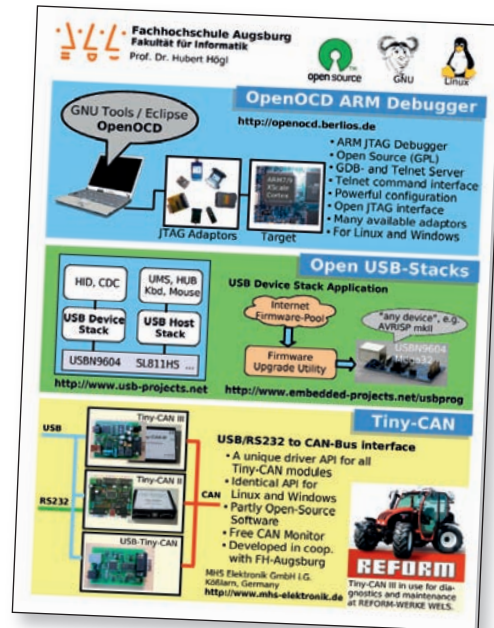 Fachhochschule Augsburg
Fakultät für Informatik
Prof. Dr. Hubert Högl
open source
GNU
Linux
OpenOCD ARM Debugger
GNU Tools / Eclipse
OpenOCD
http://openocd.berlios.de
• ARM JTAG Debugger
• Open Source (GPL)
• GDB- and Telnet Server
• Telnet command interface
• Powerful configuration
• Open JTAG interface
• Many available adaptors
• For Linux and Windows
ARM7/9
XScale
Cortex
JTAG Adaptors
Target
Open USB-Stacks
HID, CDC
UMS, HUB
Kbd, Mouse
USB Device
Stack
USB Host
Stack
USBN9604
SL811HS ...
http://www.usb-projects.net
USB Device Stack Application
Internet
Firmware-Pool
Firmware
Upgrade Utility
"any device", e.g.
AVRISP mkII
USBN9604
Mega32
http://www.embedded-projects.net/usbprog
Tiny-CAN
USB
RS232
Tiny-CAN III
Tiny-CAN II
USB-Tiny-CAN
CAN
USB/RS232 to CAN-Bus interface
• A unique driver API for all
Tiny-CAN modules
• Identical API for
Linux and Windows
• Partly Open-Source
Software
• Free CAN Monitor
• Developed in coop.
with FH-Augsburg
MHS Elektronik GmbH i.G.
Kößlarn, Germany
http://www.mhs-elektronik.de
REFORM
Tiny-CAN III in use for dia-
gnostics and maintenance
at REFORM-WERKE WELS.